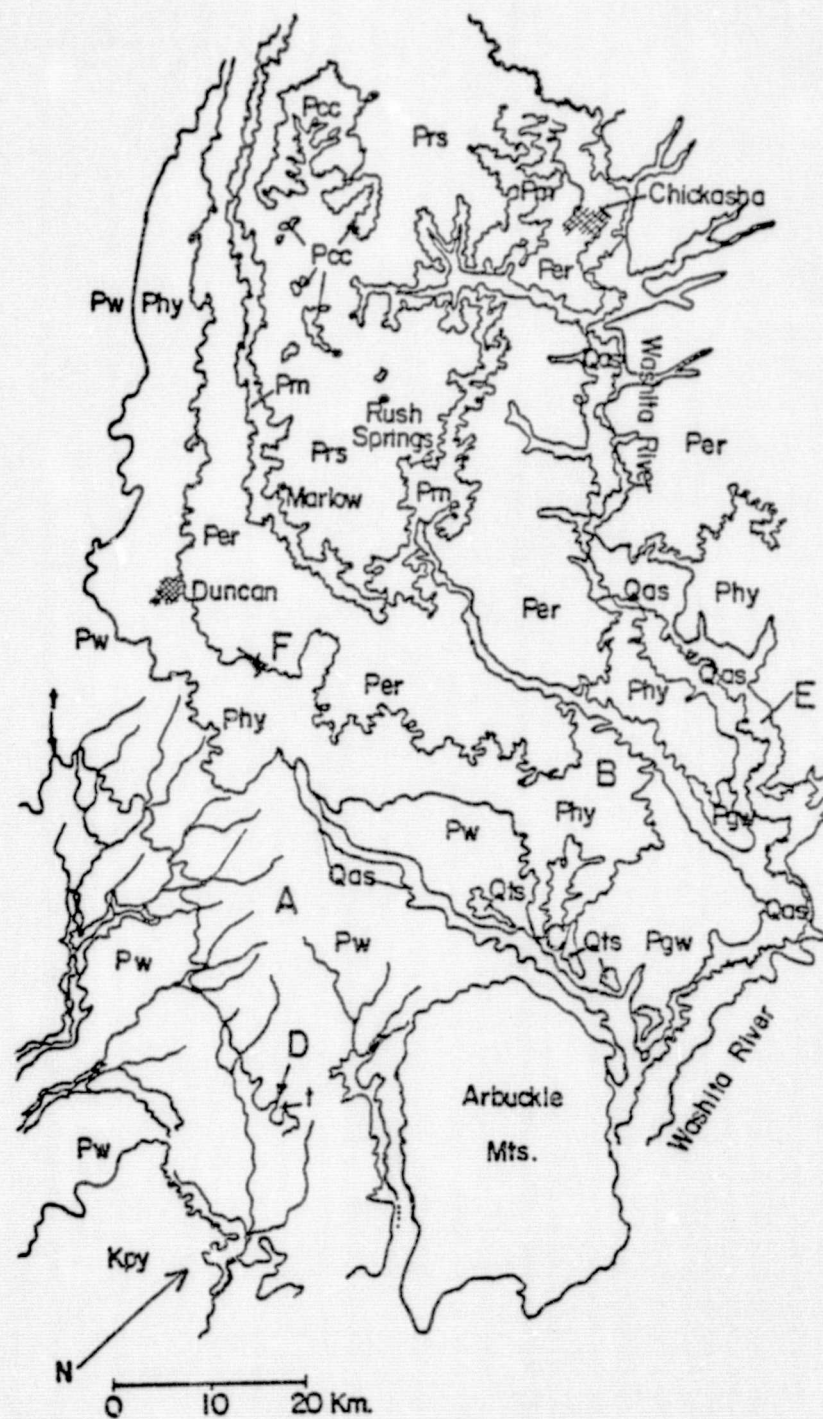 Pcc
Prs
Pm
Chickasha
Pcc
Per
Pw
Phy
Qas
Washita River
Pm
Rush
Springs
Per
Prs
Marlow
Pm
Per
Duncan
Qas
Phy
Per
Pw
F
Per
Qas
Phy
E
t
Phy
B
Phy
Pgw
Pw
Qas
Qts
Qas
A
C
Qts
Pgw
Pw
Pw
D
t
Arbuckle
Mts.
Washita River
Pw
Kpy
N
0 10 20 Km.